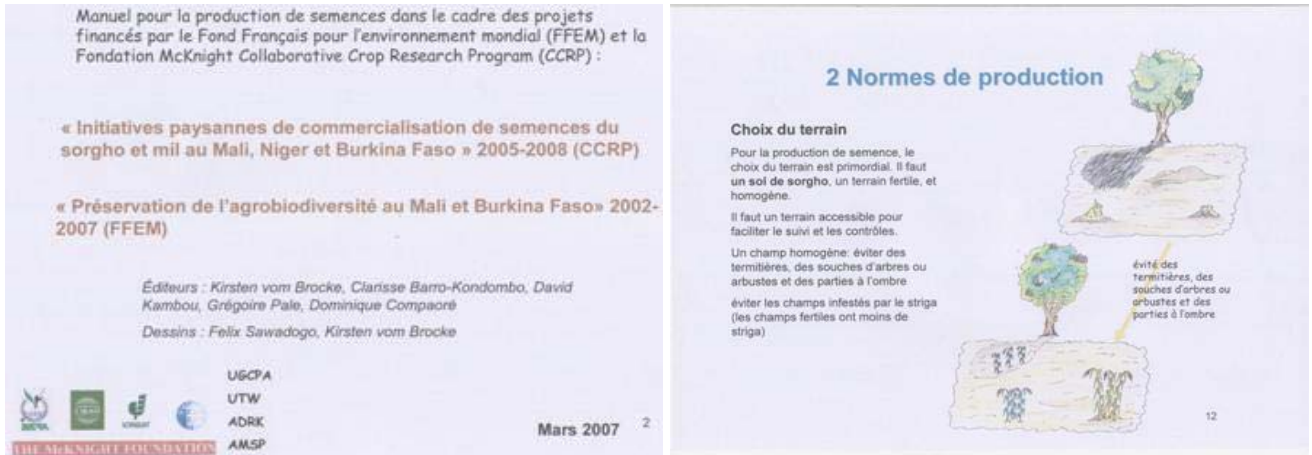 Manuel pour la production de semences dans le cadre des projets
financés par le Fond Français pour l'environnement mondial (FFEM) et la
Fondation McKnight Collaborative Crop Research Program (CCRP) :
« Initiatives paysannes de commercialisation de semences du
sorgho et mil au Mali, Niger et Burkina Faso » 2005-2008 (CCRP)
« Préservation de l'agrobiodiversité au Mali et Burkina Faso» 2002-
2007 (FFEM)
Éditeurs : Kirsten vom Brocke, Clarisse Barro-Kondombo, David
Kambou, Grégoire Pale, Dominique Compaoré
Dessins : Felix Sawadogo, Kirsten vom Brocke
UGCPA
UTW
ADRK
AMSP
THE McKNIGHT FOUNDATION
Mars 2007
2
2 Normes de production
Choix du terrain
Pour la production de semence, le
choix du terrain est primordial. Il faut
un sol de sorgho, un terrain fertile, et
homogène.
Il faut un terrain accessible pour
faciliter le suivi et les contrôles.
Un champ homogène: éviter des
termitières, des souches d'arbres ou
arbustes et des parties à l'ombre
éviter les champs infestés par le striga
(les champs fertiles ont moins de
striga)
évité des
termitières, des
souches d'arbres ou
arbustes et des
parties à l'ombre
12